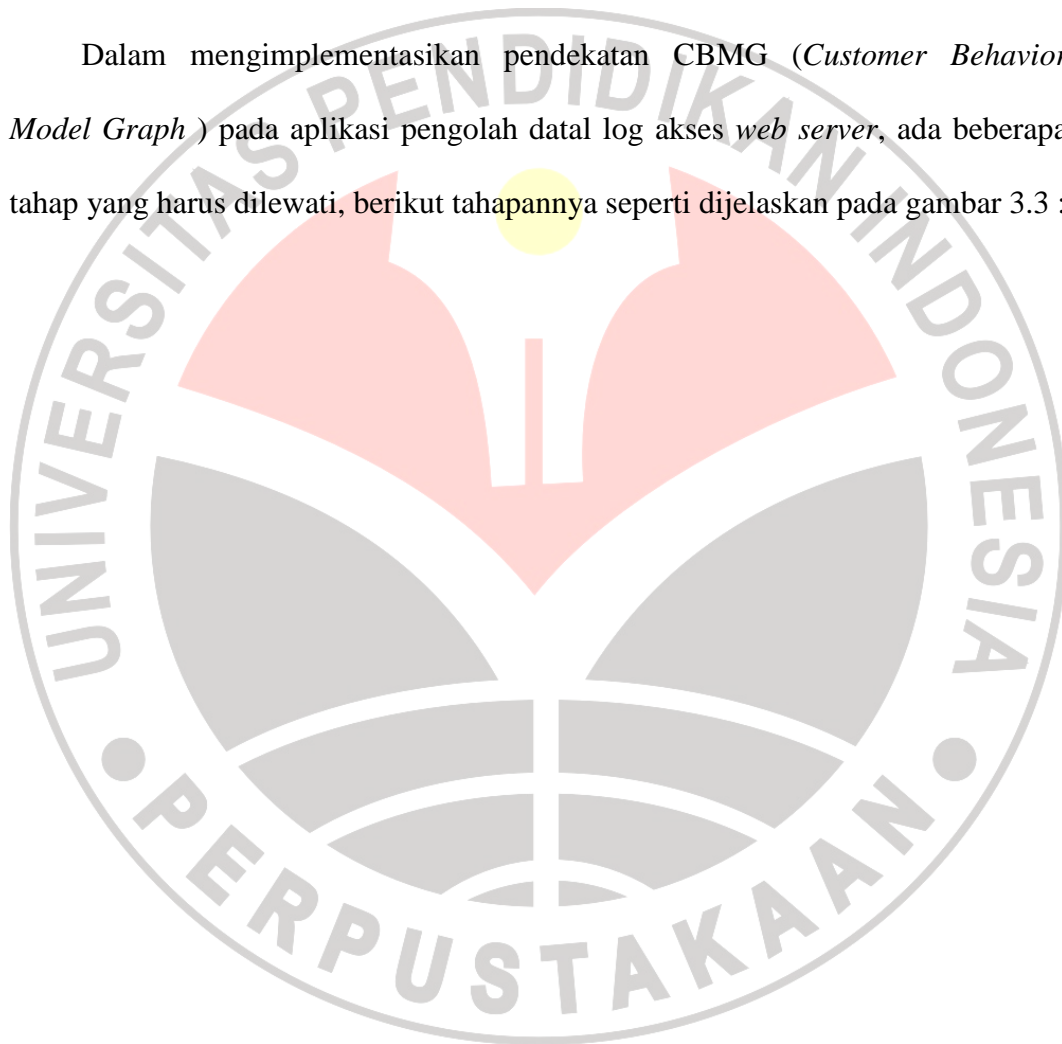 Dalam mengimplementasikan pendekatan CBMG (Customer Behavior
Model Graph ) pada aplikasi pengolah datal log akses web server, ada beberapa
tahap yang harus dilewati, berikut tahapannya seperti dijelaskan pada gambar 3.3 :
UNIVERSITAS PENDIDIKAN INDONESIA
PERPUSTAKAAN